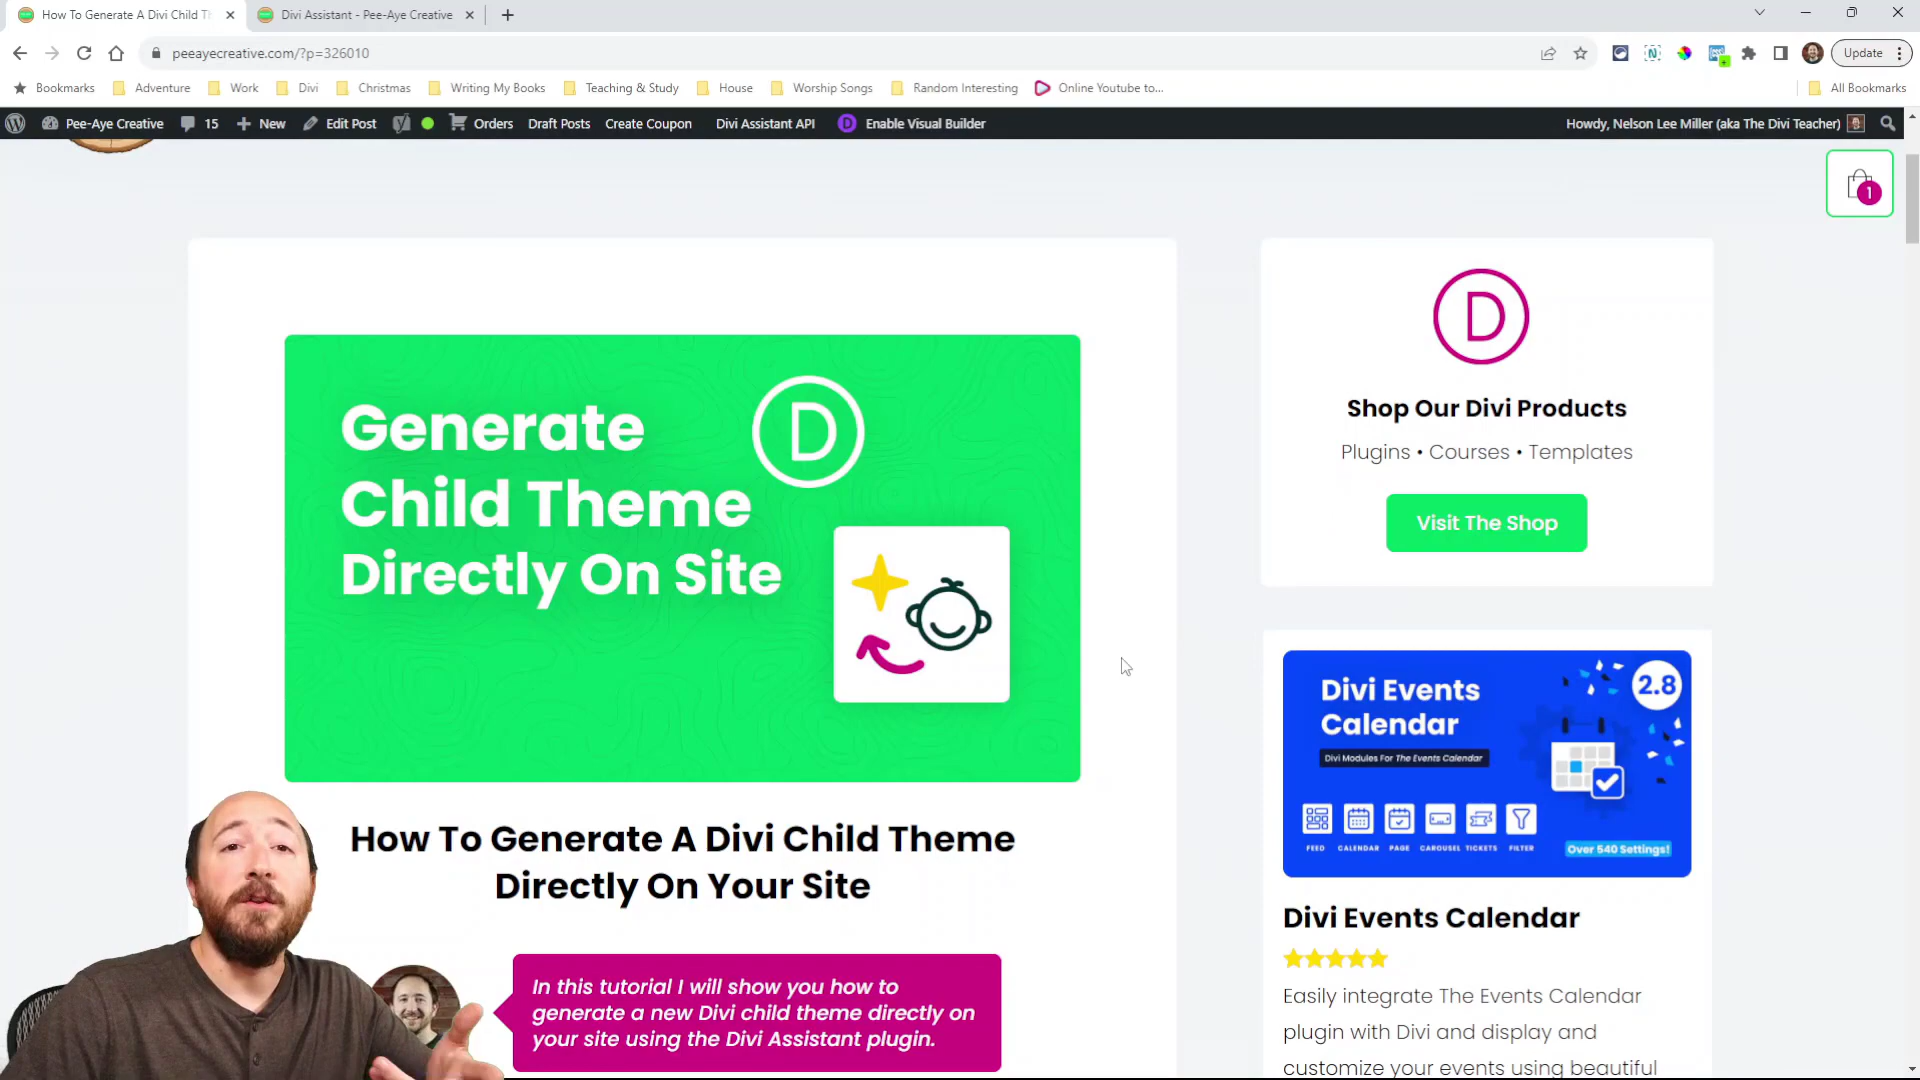 How To Generate A Divi Child Th
Divi Assistant - Pee-Aye Creative
peeayecreative.com/?p=326010
Update
Bookmarks
Adventure
Work
Divi
Christmas
Writing My Books
Teaching & Study
House
Worship Songs
Random Interesting
Online Youtube to...
All Bookmarks
Pee-Aye Creative
15
New
Edit Post
Orders
Draft Posts
Create Coupon
Divi Assistant API
D
Enable Visual Builder
Howdy, Nelson Lee Miller (aka The Divi Teacher)
1
Generate
Child Theme
Directly On Site
D
How To Generate A Divi Child Theme
Directly On Your Site
In this tutorial I will show you how to
generate a new Divi child theme directly on
your site using the Divi Assistant plugin.
D
Shop Our Divi Products
Plugins • Courses • Templates
Visit The Shop
Divi Events
Calendar
2.8
Divi Modules For The Events Calendar
FEED CALENDAR PAGE CAROUSEL TICKETS FILTER
Over 540 Settings!
Divi Events Calendar
Easily integrate The Events Calendar
plugin with Divi and display and
customize your events using beautiful